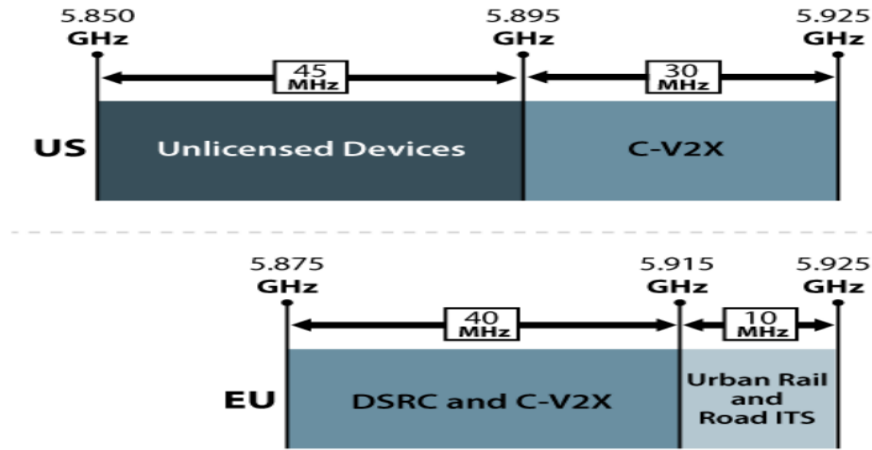 5.850 GHz
5.895 GHz
5.925 GHz
45 MHz
30 MHz
US
Unlicensed Devices
C-V2X
5.875 GHz
5.915 GHz
5.925 GHz
40 MHz
10 MHz
EU
DSRC and C-V2X
Urban Rail
and
Road ITS